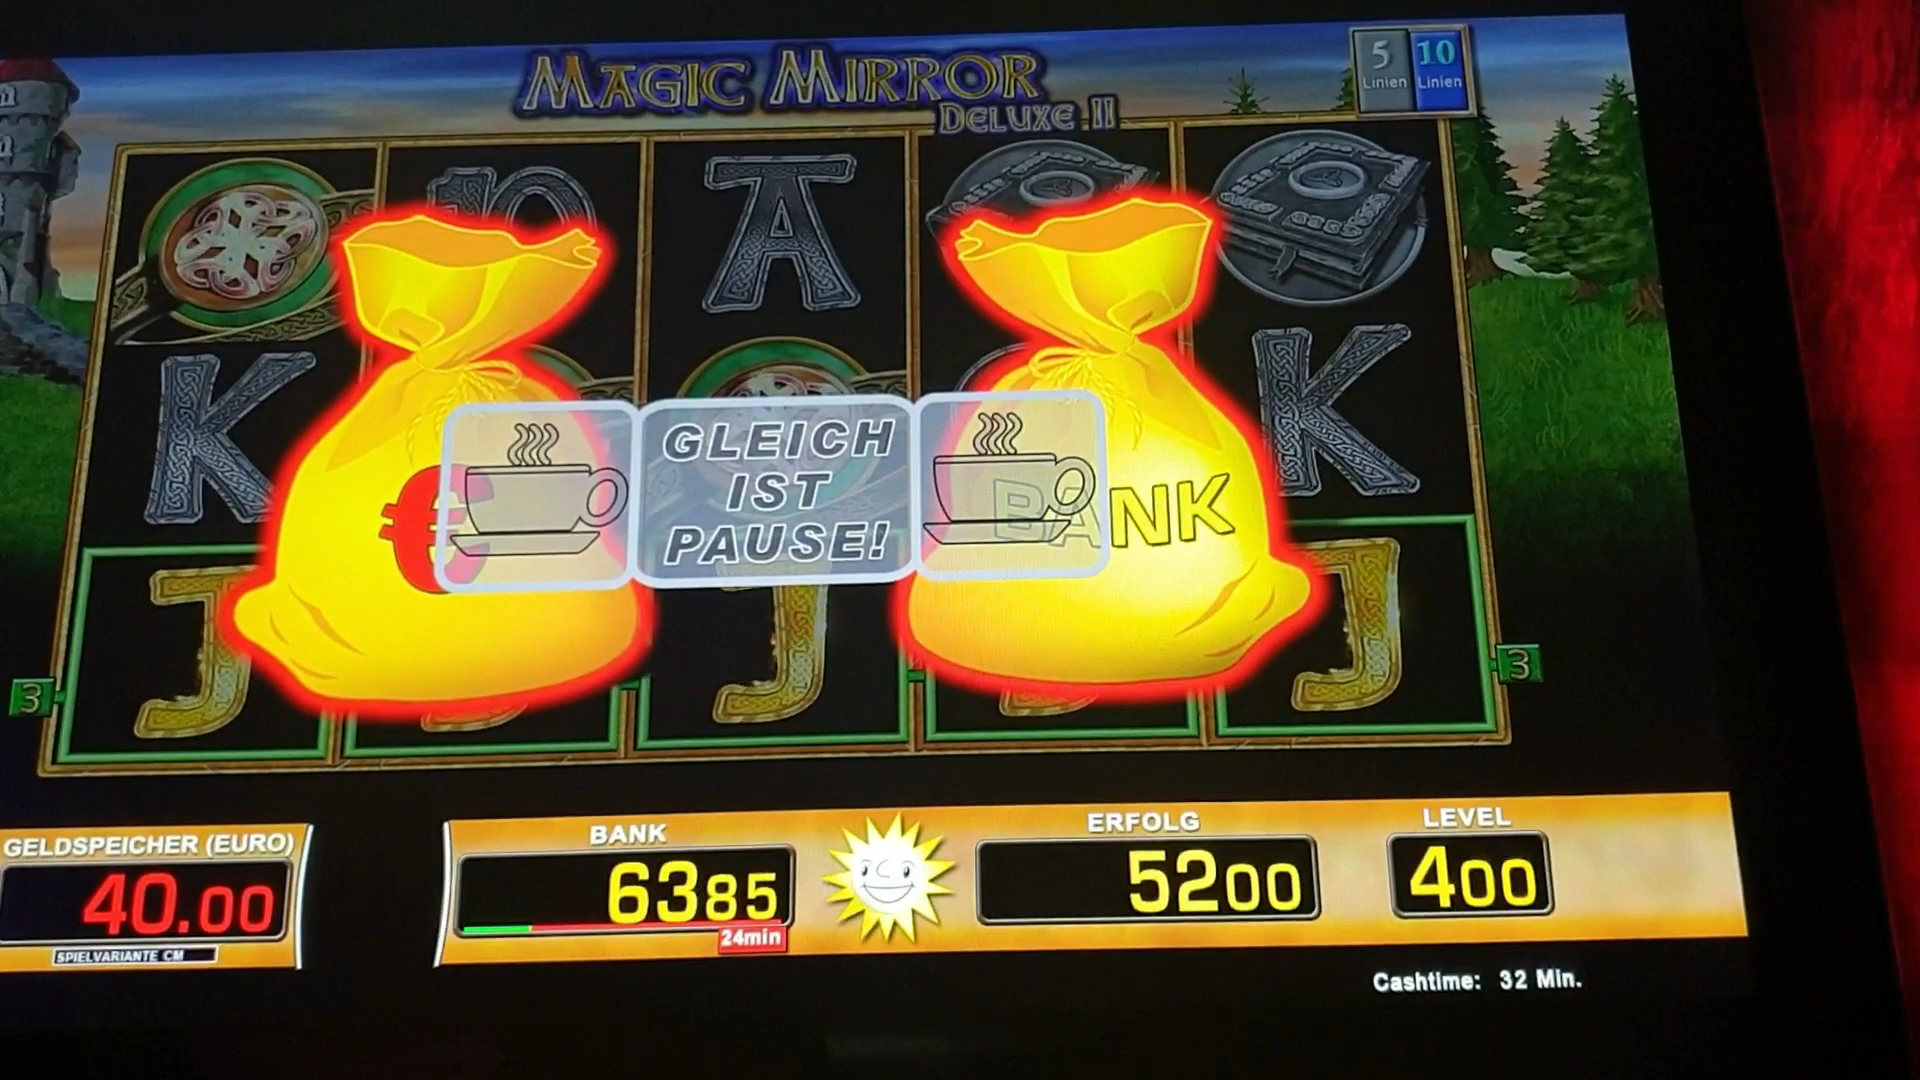 MAGIC MIRROR
DELUXE II
5
Linien
10
Linien
A
K
K
€
GLEICH
IST
PAUSE!
BANK
J
J
J
3
3
GELDSPEICHER (EURO)
40.00
SPIELVARIANTE CM
BANK
6385
24min
ERFOLG
5200
LEVEL
400
Cashtime: 32 Min.